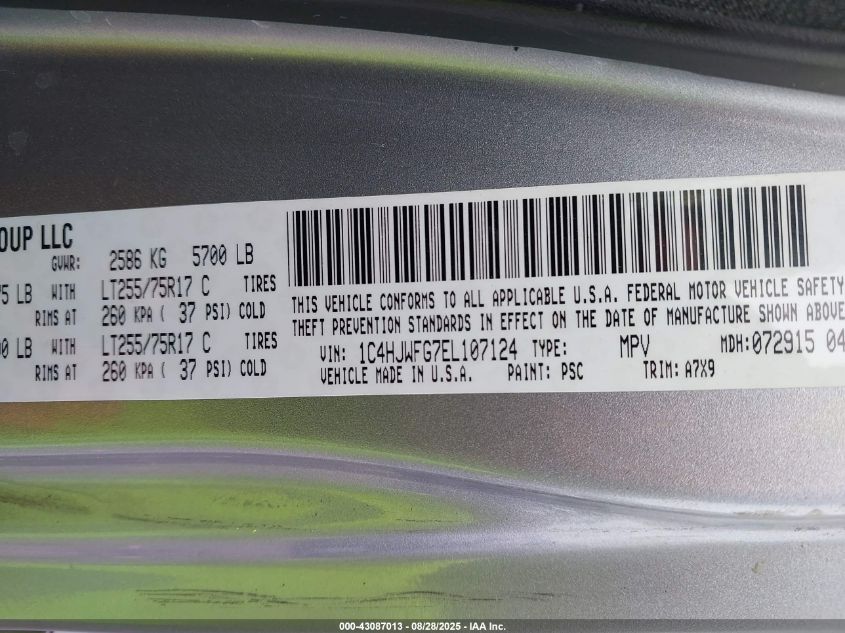 OUP LLC
GVWR: 2586 KG 5700 LB
75 LB WITH LT255/75R17 C TIRES
RIMS AT 260 KPA ( 37 PSI) COLD
00 LB WITH LT255/75R17 C TIRES
RIMS AT 260 KPA ( 37 PSI) COLD
THIS VEHICLE CONFORMS TO ALL APPLICABLE U.S.A. FEDERAL MOTOR VEHICLE SAFETY
THEFT PREVENTION STANDARDS IN EFFECT ON THE DATE OF MANUFACTURE SHOWN ABOVE
VIN: 1C4HJWFG7EL107124 TYPE: MPV MDH: 072915 04
VEHICLE MADE IN U.S.A. PAINT: PSC TRIM: A7X9
000-43087013 - 08/28/2025 - IAA Inc.